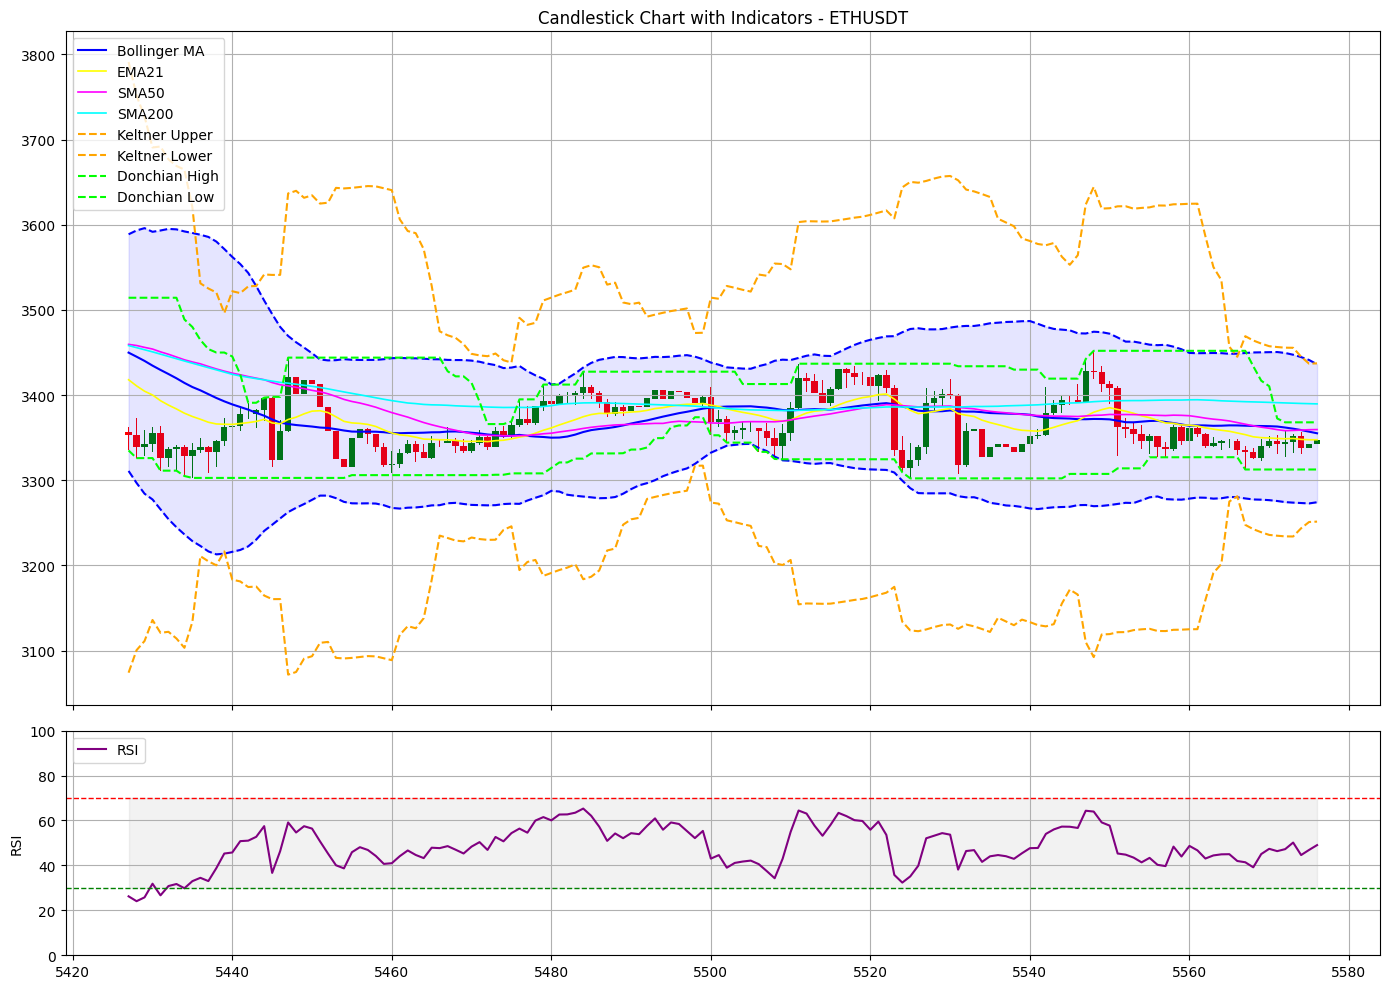 Candlestick Chart with Indicators - ETHUSDT
3800
3700
3600
3500
3400
3300
3200
3100
Bollinger MA
EMA21
SMA50
SMA200
Keltner Upper
Keltner Lower
Donchian High
Donchian Low
100
80
60
40
20
0
RSI
RSI
5420
5440
5460
5480
5500
5520
5540
5560
5580